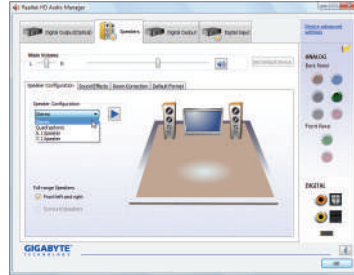 Realtek HD Audio Manager
Digital Output(Optical)
Speakers
Digital Output
Digital Input
Device advanced settings
Main Volume
L
R
Set Default Device
Speaker Configuration
Sound Effects
Room Correction
Default Format
Speaker Configuration
Stereo
Stereo
Quadraphonic
5.1 Speaker
7.1 Speaker
Full-range Speakers
Front left and right
Surround speakers
ANALOG
Back Panel
Front Panel
DIGITAL
GIGABYTE
TECHNOLOGY
OK